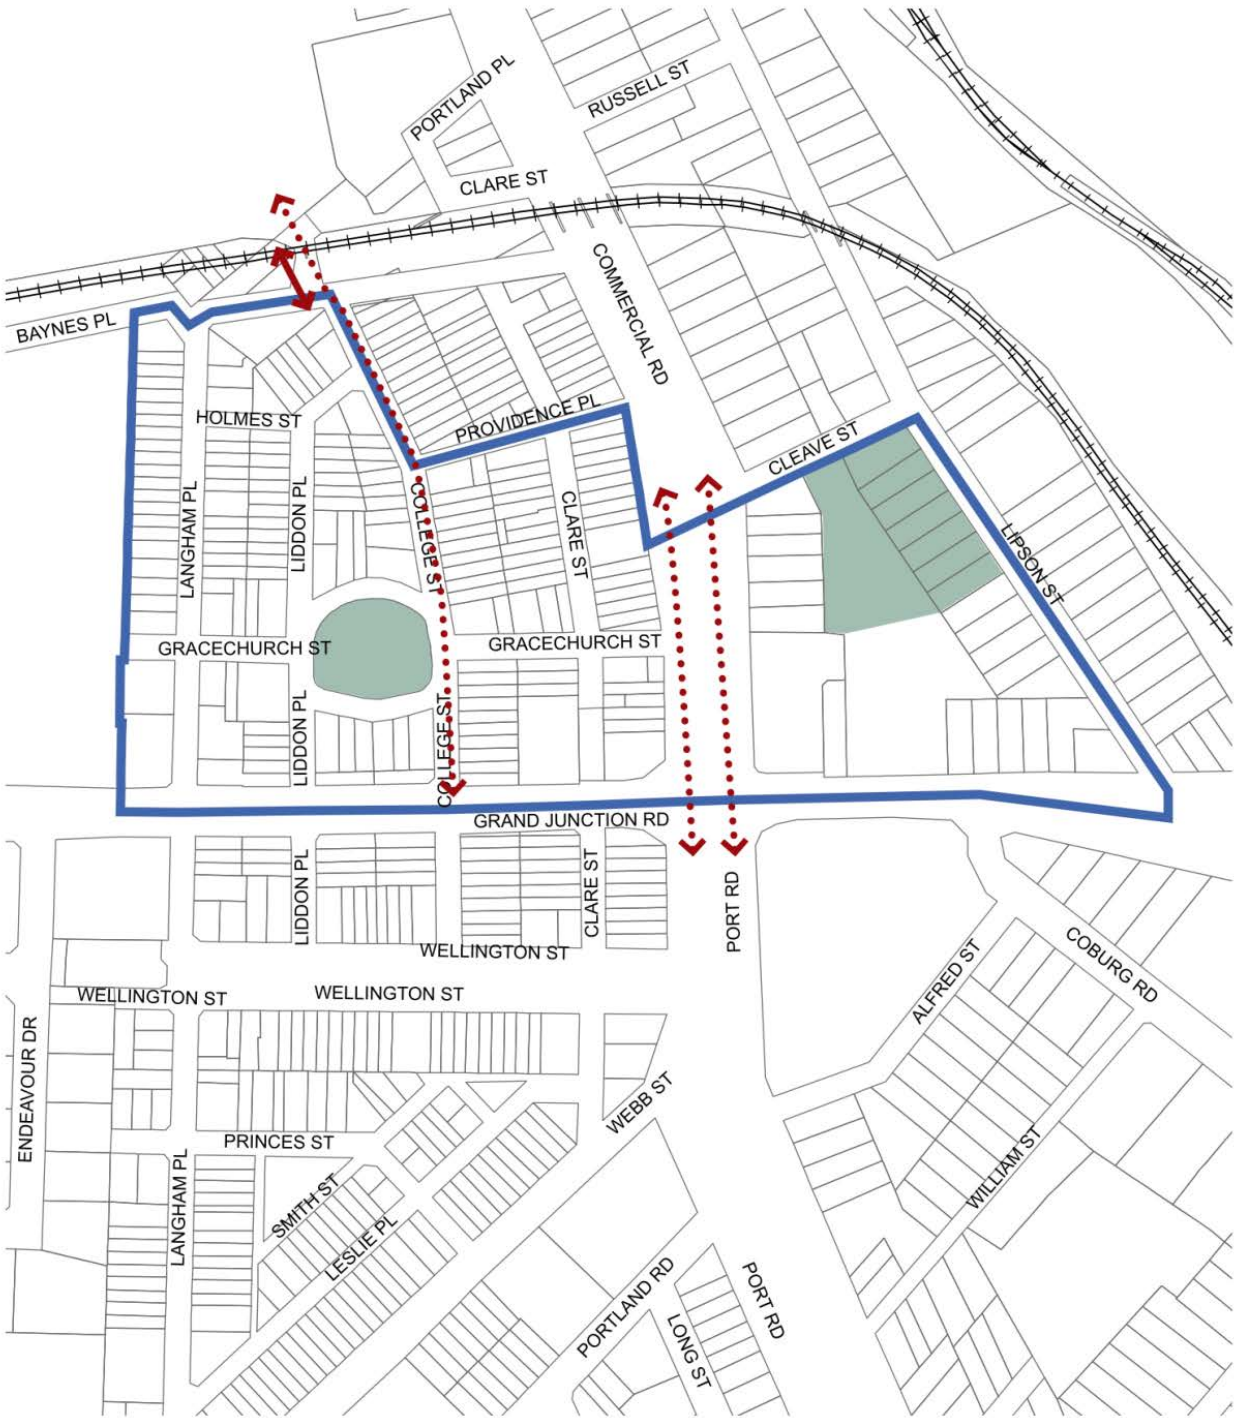 PORTLAND PL
RUSSELL ST
CLARE ST
COMMERCIAL RD
BAYNES PL
HOLMES ST
PROVIDENCE PL
CLEAVE ST
LANGHAM PL
LIDDON PL
COLLEGE ST
CLARE ST
LIPSON ST
GRACECHURCH ST
GRACECHURCH ST
LIDDON PL
COLLEGE ST
GRAND JUNCTION RD
LIDDON PL
CLARE ST
PORT RD
WELLINGTON ST
ALFRED ST
COBURG RD
WELLINGTON ST
WELLINGTON ST
ENDEAVOUR DR
WEBB ST
PRINCES ST
WILLIAM ST
LANGHAM PL
SMITH ST
LESLIE PL
PORTLAND RD
PORT RD
LONG ST